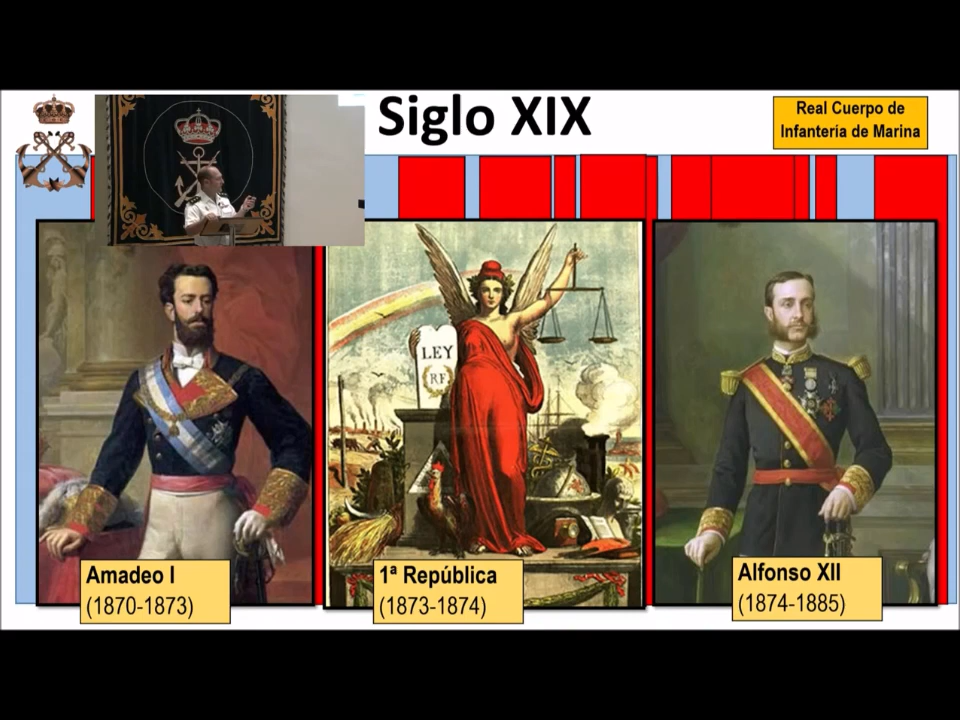 Siglo XIX
Real Cuerpo de
Infantería de Marina
LEY
RF
Amadeo I
(1870-1873)
1ª República
(1873-1874)
Alfonso XII
(1874-1885)